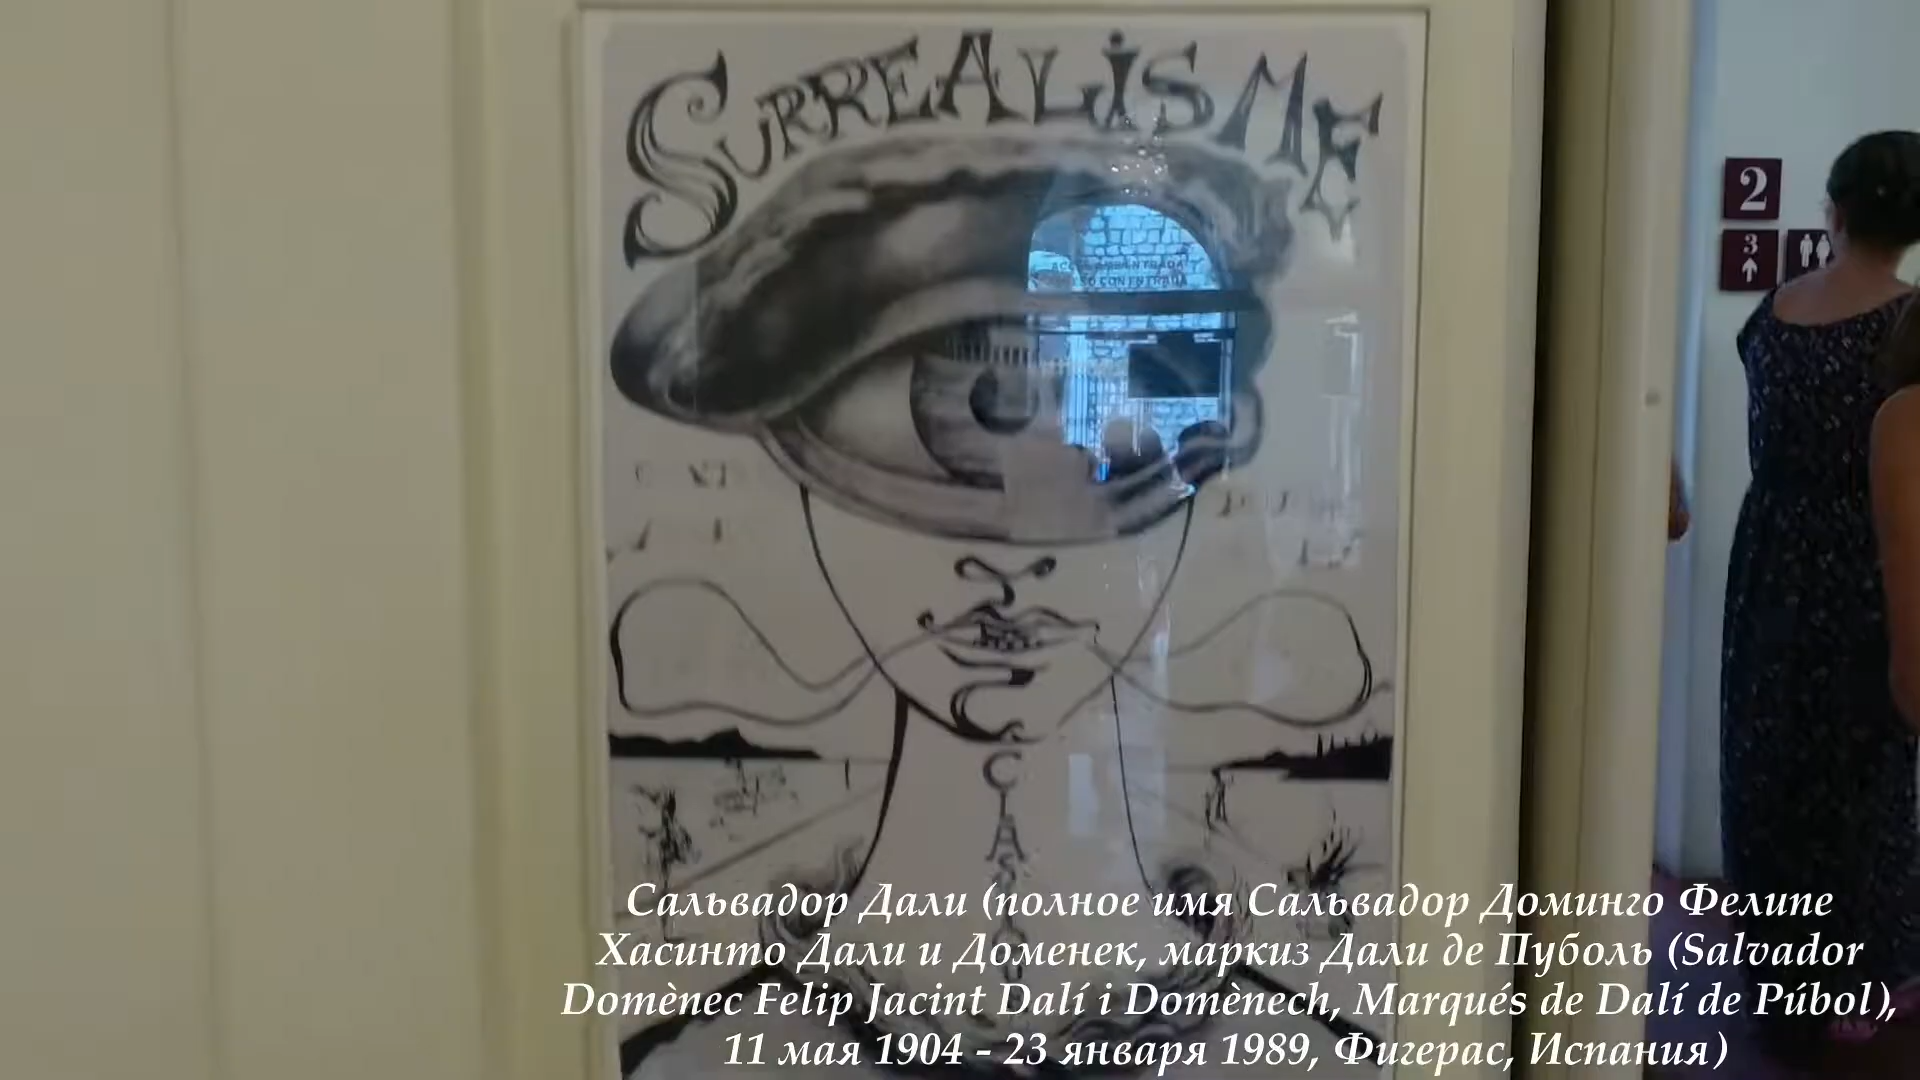 SURREALISME
2
3
Сальвадор Дали (полное имя Сальвадор Доминго Фелипе
Хасинто Дали и Доменек, маркиз Дали де Пуболь (Salvador
Domènec Felip Jacint Dalí i Domènech, Marqués de Dalí de Púbol),
11 мая 1904 - 23 января 1989, Фигерас, Испания)